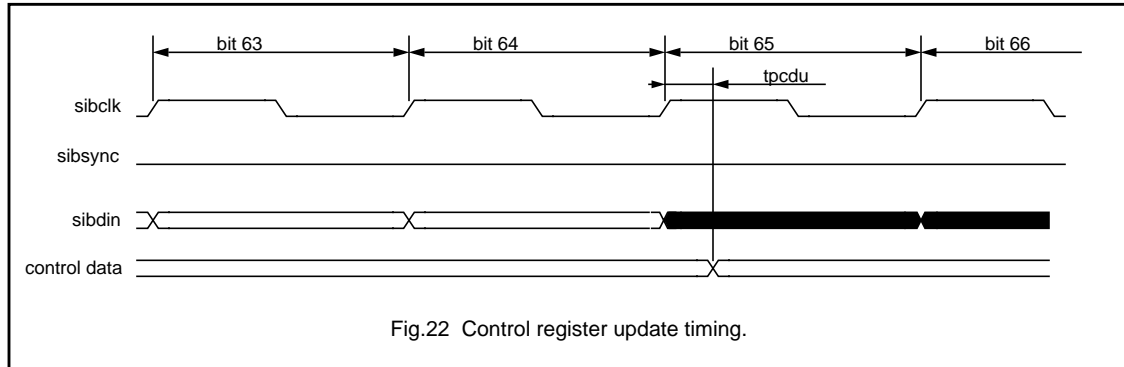 bit 63 bit 64 bit 65 bit 66
tpcdu
sibclk
sibsync
sibdin
control data
Fig.22 Control register update timing.